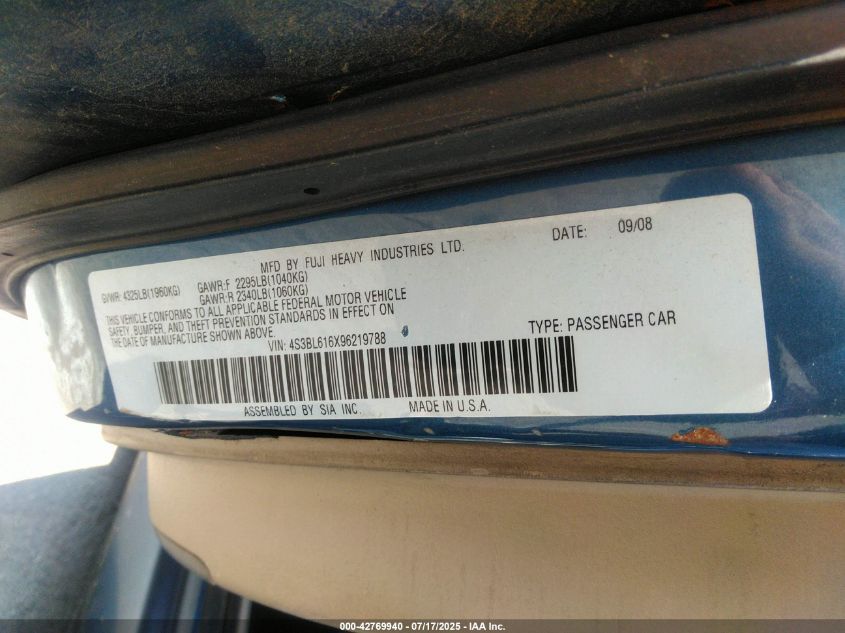 MFD BY FUJI HEAVY INDUSTRIES LTD. DATE: 09/08
GVWR: 4325LB(1960KG) GAWR:F 2295LB(1040KG)
GAWR:R 2340LB(1060KG)
THIS VEHICLE CONFORMS TO ALL APPLICABLE FEDERAL MOTOR VEHICLE
SAFETY, BUMPER, AND THEFT PREVENTION STANDARDS IN EFFECT ON
THE DATE OF MANUFACTURE SHOWN ABOVE.
VIN: 4S3BL616X96219788 TYPE: PASSENGER CAR
ASSEMBLED BY SIA INC. MADE IN U.S.A.
000-42769940 - 07/17/2025 - IAA Inc.